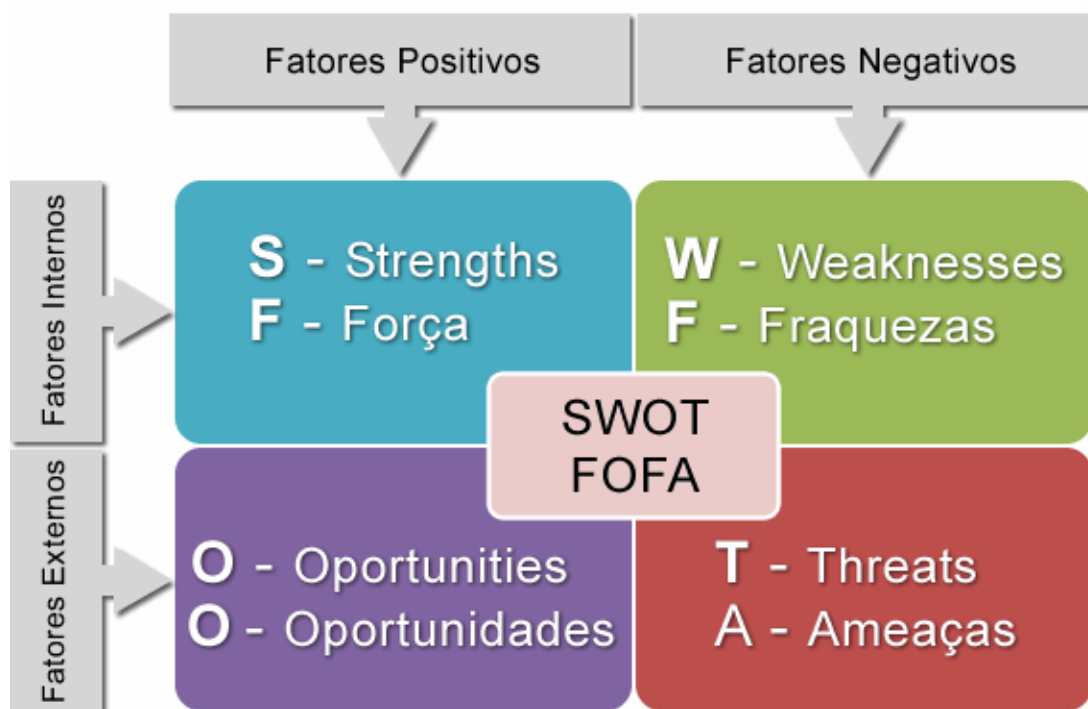 Fatores Positivos
Fatores Negativos
Fatores Internos
S - Strengths
F - Força
W - Weaknesses
F - Fraquezas
SWOT
FOFA
Fatores Externos
O - Oportunities
O - Oportunidades
T - Threats
A - Ameaças